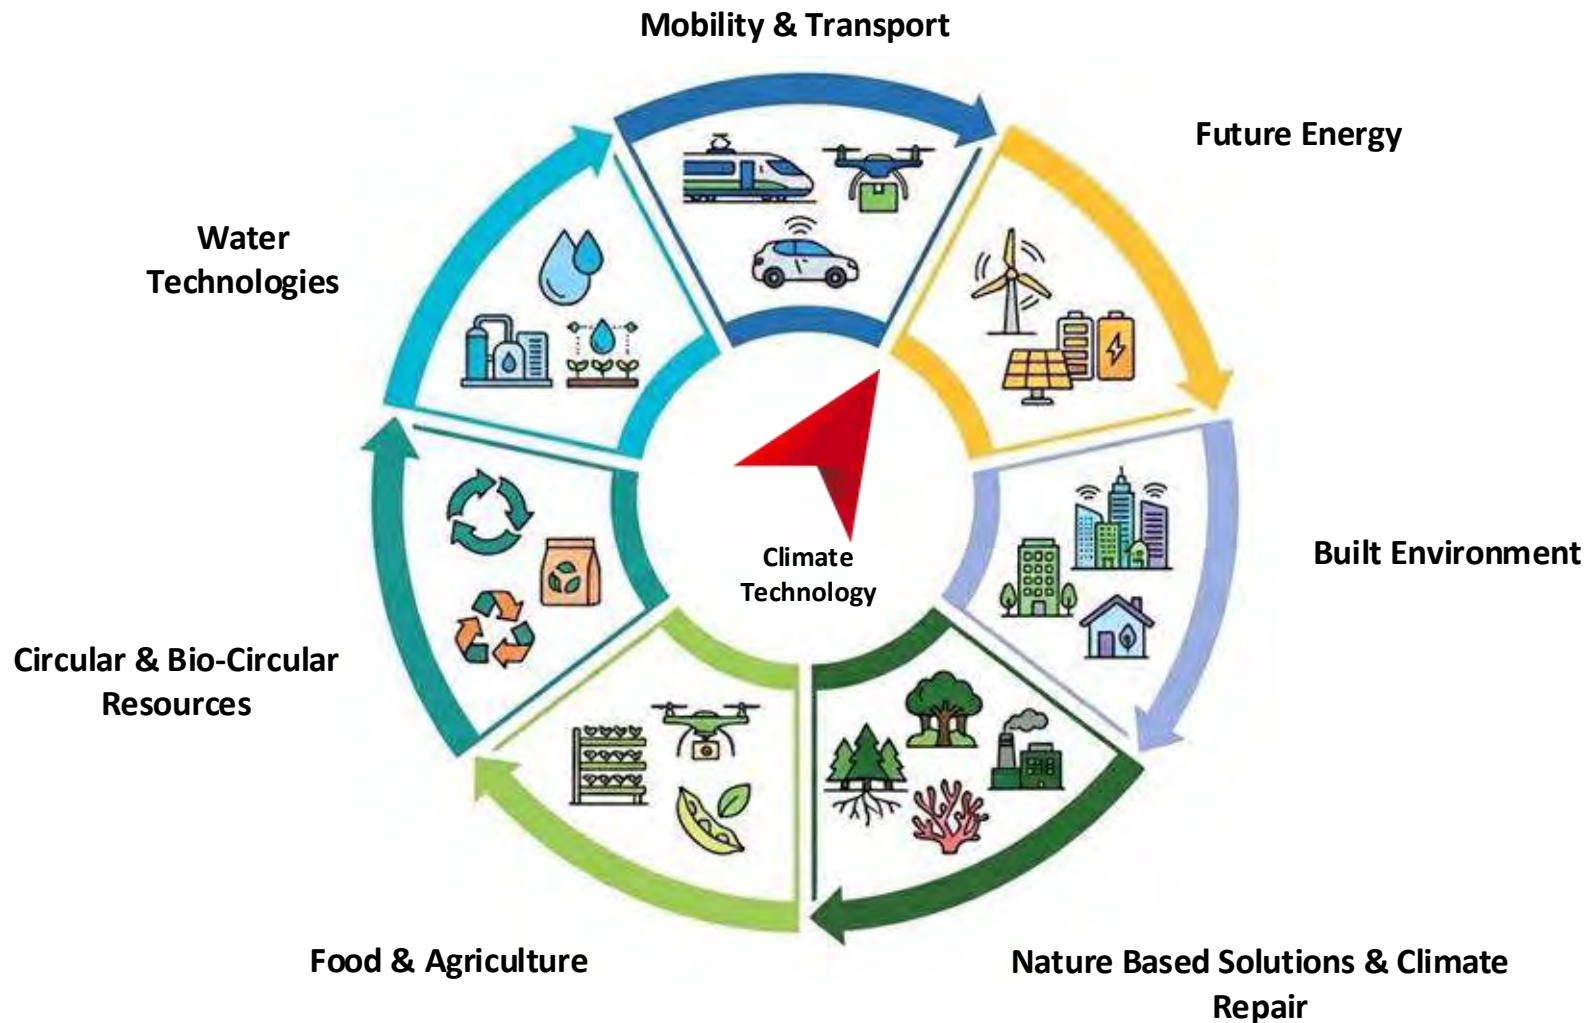 Mobility & Transport
Future Energy
Water
Technologies
Built Environment
Climate
Technology
Circular & Bio-Circular
Resources
Food & Agriculture
Nature Based Solutions & Climate
Repair